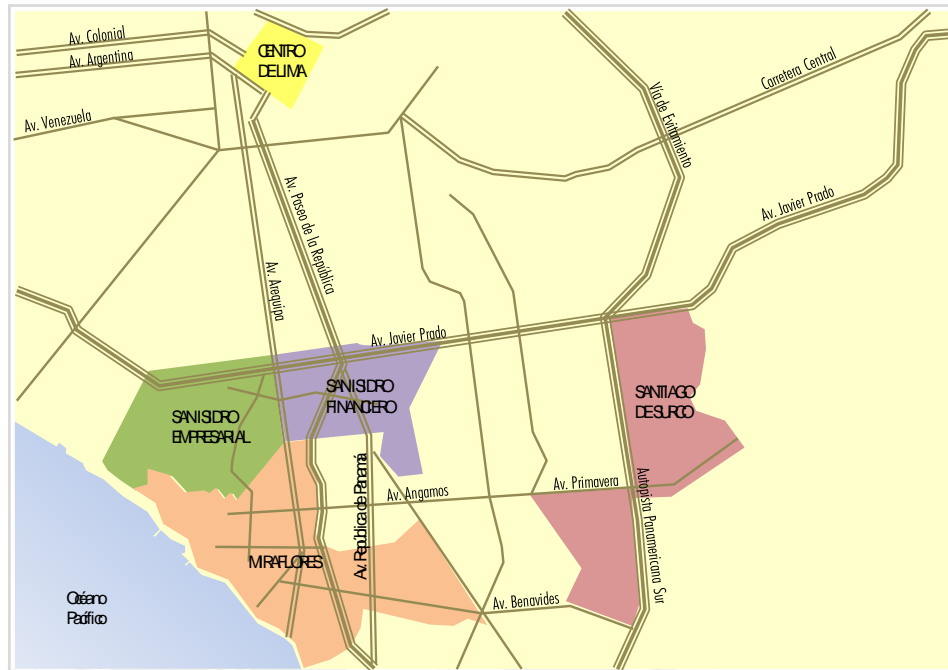 Av. Colonial
Av. Argentina
CENTRO
DE LIMA
Av. Venezuela
Vía de Evitamiento
Carretera Central
Av. Paseo de la República
Av. Arequipa
Av. Javier Prado
Av. Javier Prado
SAN ISIDRO
FINANCIERO
SAN ISIDRO
EMPRESARIAL
SANTIAGO
DE SURCO
Av. República de Panamá
Av. Angamos
Av. Primavera
Autopista Panamericana Sur
MIRAFLORES
Av. Benavides
Océano
Pacífico